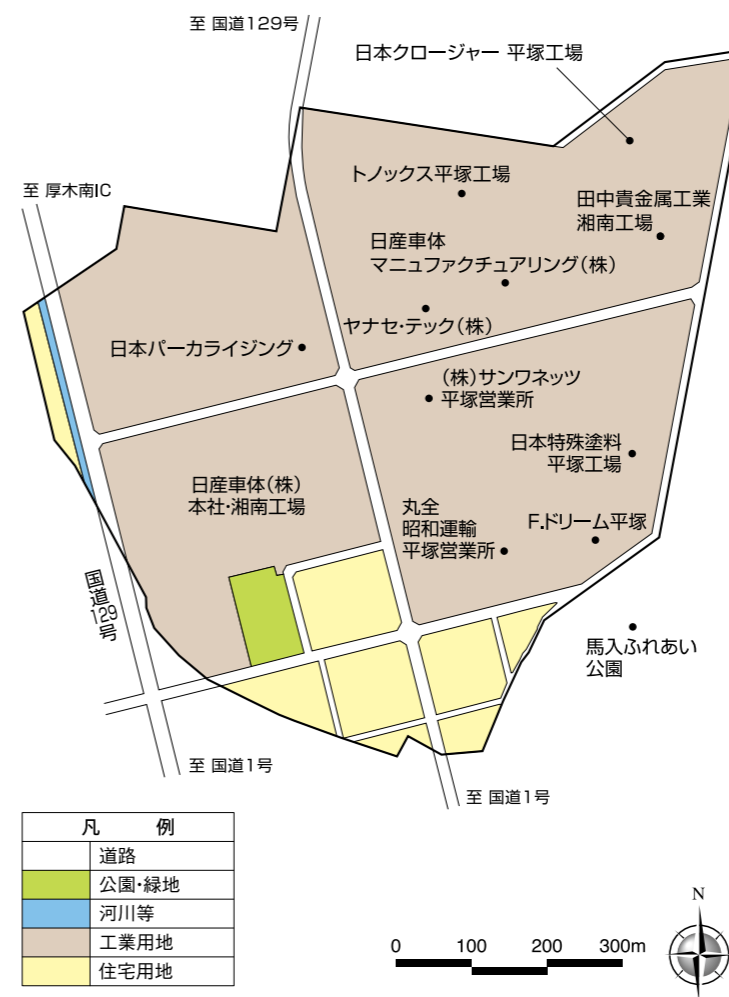 至 国道129号
日本クロージャー 平塚工場
至 厚木南IC
トノックス平塚工場
田中貴金属工業
湘南工場
日産車体
マニュファクチュアリング(株)
ヤナセ・テック(株)
日本パーカライジング
(株)サンワネッツ
平塚営業所
日本特殊塗料
平塚工場
日産車体(株)
本社・湘南工場
丸全
昭和運輸
平塚営業所
F.ドリーム平塚
国道129号
馬入ふれあい
公園
至 国道1号
至 国道1号
凡 例
道路
公園・緑地
河川等
工業用地
住宅用地
0 100 200 300m
N